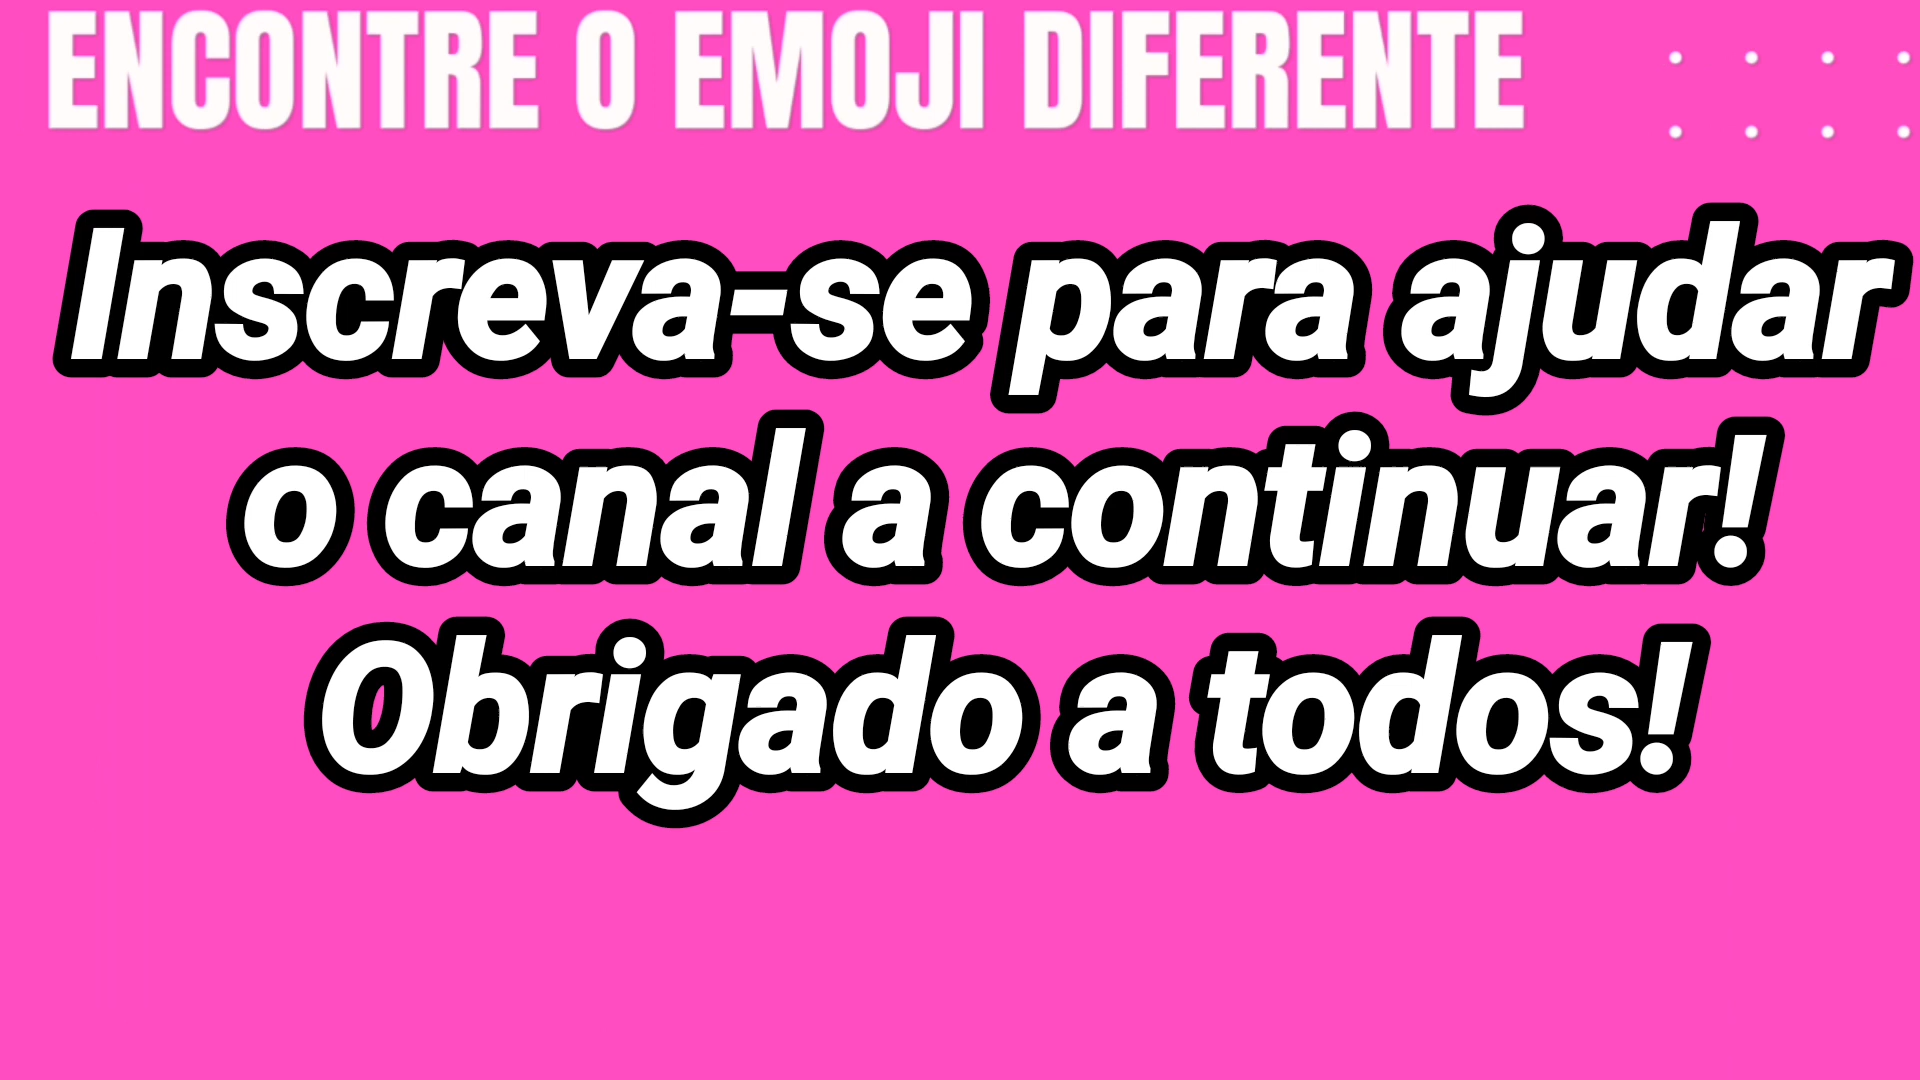 ENCONTRE O EMOJI DIFERENTE
Inscreva-se para ajudar
o canal a continuar!
Obrigado a todos!